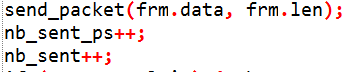 send_packet(frm.data, frm.len);
nb_sent_ps++;
nb_sent++;